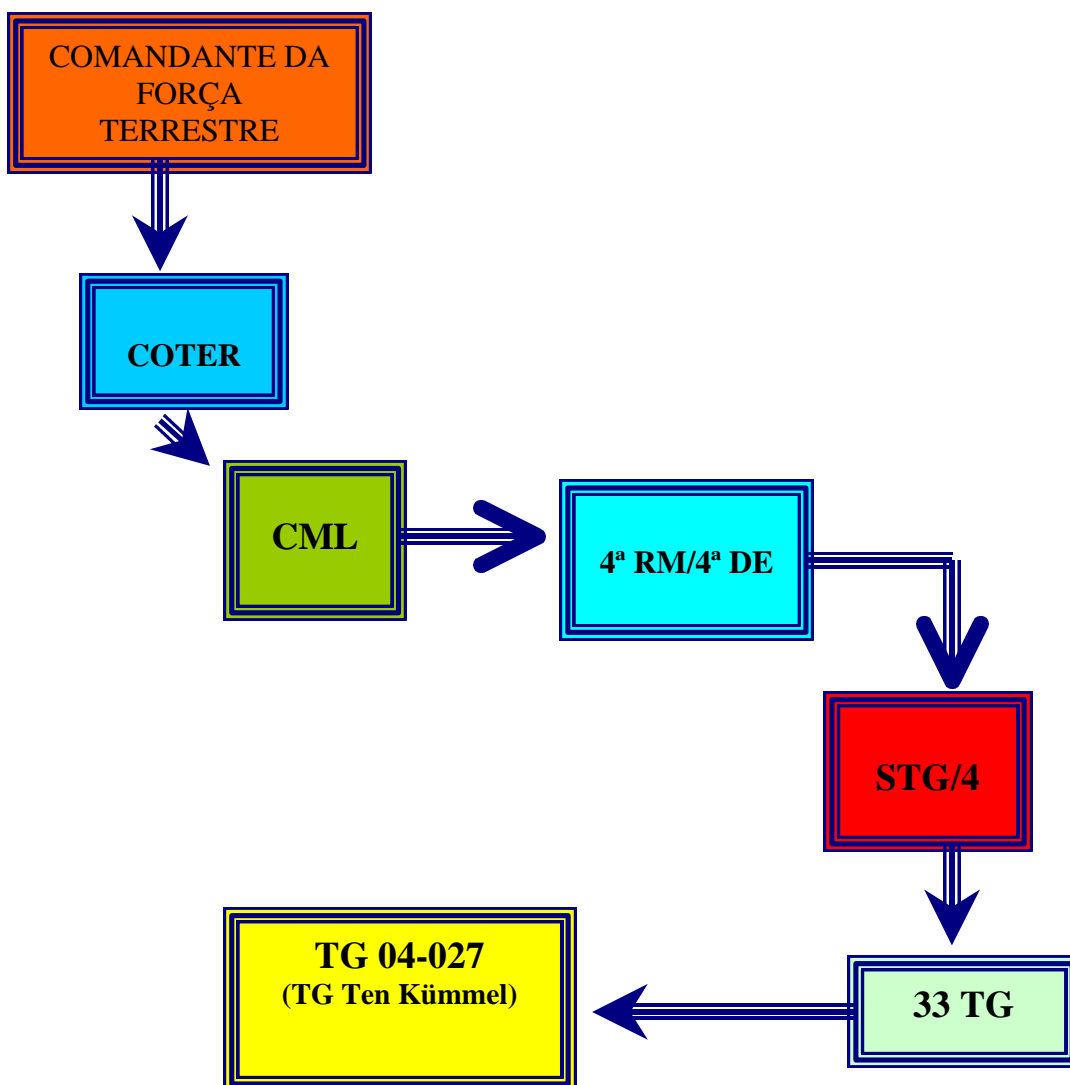 COMANDANTE DA
FORÇA
TERRESTRE
COTER
CML
4ª RM/4ª DE
STG/4
33 TG
TG 04-027
(TG Ten Kümmel)